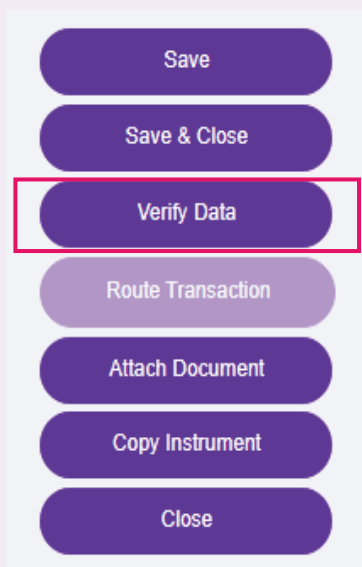 Save
Save & Close
Verify Data
Route Transaction
Attach Document
Copy Instrument
Close